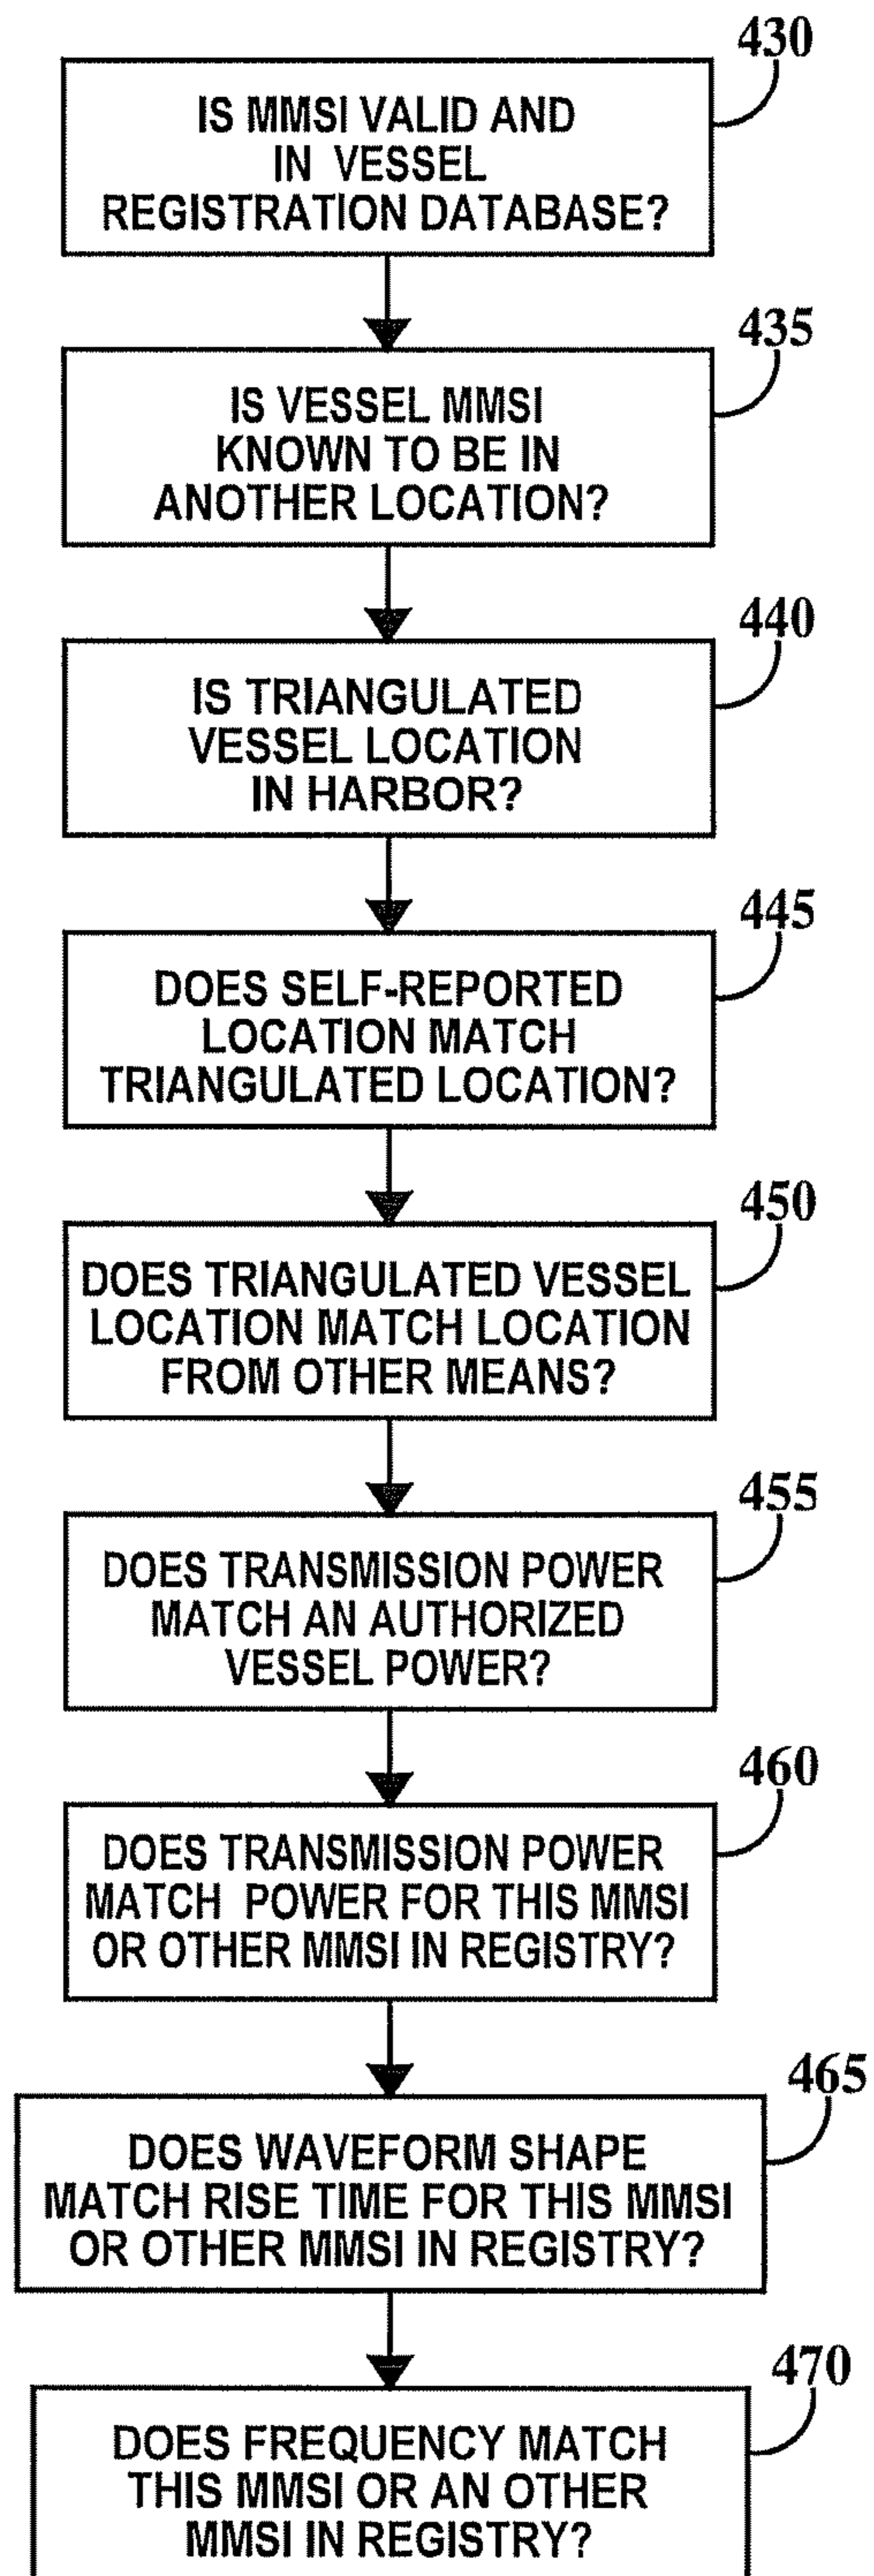 430
IS MMSI VALID AND
IN VESSEL
REGISTRATION DATABASE?
435
IS VESSEL MMSI
KNOWN TO BE IN
ANOTHER LOCATION?
440
IS TRIANGULATED
VESSEL LOCATION
IN HARBOR?
445
DOES SELF-REPORTED
LOCATION MATCH
TRIANGULATED LOCATION?
450
DOES TRIANGULATED VESSEL
LOCATION MATCH LOCATION
FROM OTHER MEANS?
455
DOES TRANSMISSION POWER
MATCH AN AUTHORIZED
VESSEL POWER?
460
DOES TRANSMISSION POWER
MATCH POWER FOR THIS MMSI
OR OTHER MMSI IN REGISTRY?
465
DOES WAVEFORM SHAPE
MATCH RISE TIME FOR THIS MMSI
OR OTHER MMSI IN REGISTRY?
470
DOES FREQUENCY MATCH
THIS MMSI OR AN OTHER
MMSI IN REGISTRY?